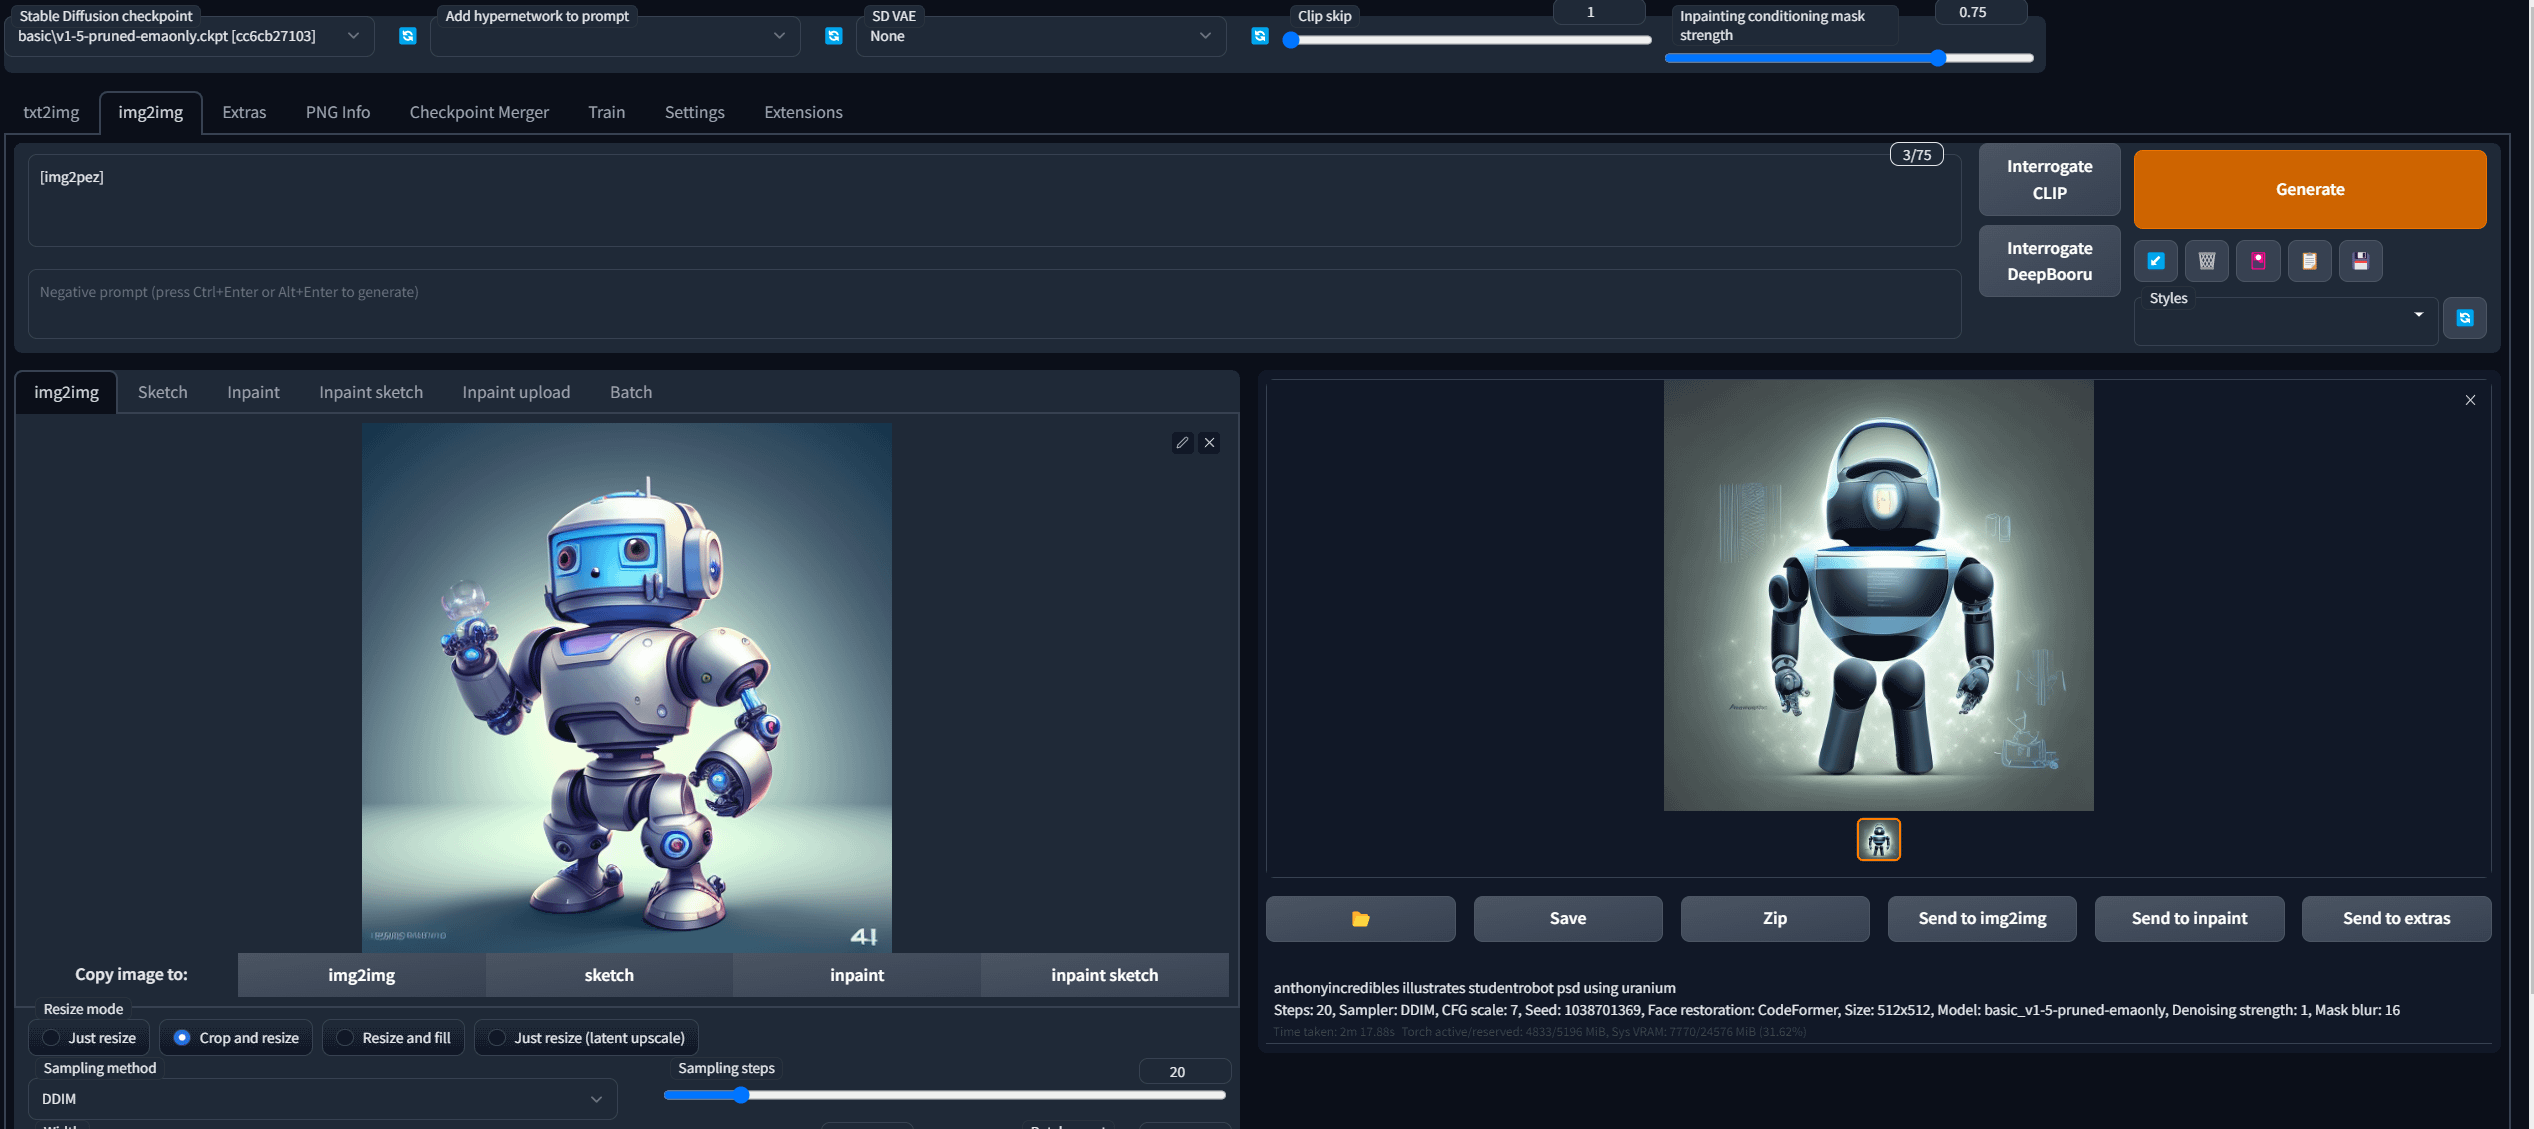 Stable Diffusion checkpoint
basic\v1-5-pruned-emaonly.ckpt [cc6cb27103]
Add hypernetwork to prompt
SD VAE
None
Clip skip
1
Inpainting conditioning mask
strength
0.75
txt2img
img2img
Extras
PNG Info
Checkpoint Merger
Train
Settings
Extensions
[img2pez]
3/75
Negative prompt (press Ctrl+Enter or Alt+Enter to generate)
Interrogate
CLIP
Interrogate
DeepBooru
Generate
Styles
img2img
Sketch
Inpaint
Inpaint sketch
Inpaint upload
Batch
41
Copy image to:
img2img
sketch
inpaint
inpaint sketch
Resize mode
Just resize
Crop and resize
Resize and fill
Just resize (latent upscale)
Sampling method
DDIM
Sampling steps
20
Width
Save
Zip
Send to img2img
Send to inpaint
Send to extras
anthonyincredibles illustrates studentrobot psd using uranium
Steps: 20, Sampler: DDIM, CFG scale: 7, Seed: 1038701369, Face restoration: CodeFormer, Size: 512x512, Model: basic_v1-5-pruned-emaonly, Denoising strength: 1, Mask blur: 16
Time taken: 2m 17.88s Torch active/reserved: 4833/5196 MiB, Sys VRAM: 7770/24576 MiB (31.62%)